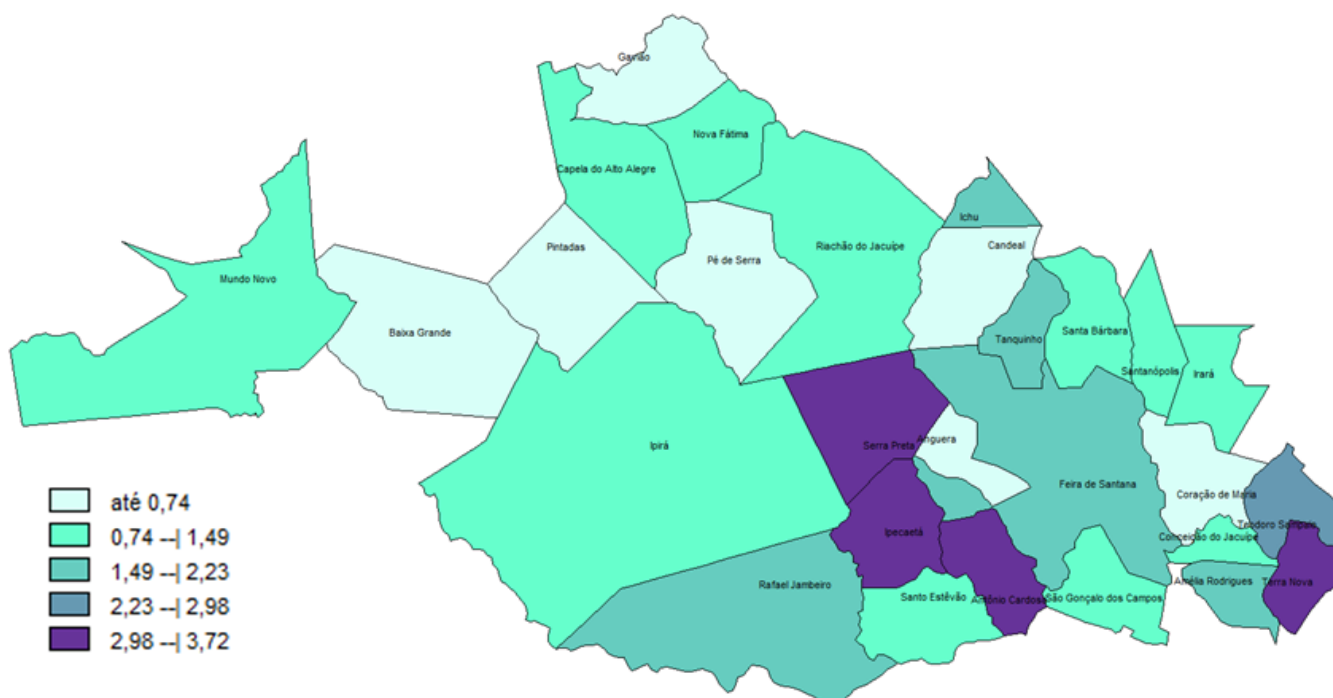 Gavião
Nova Fátima
Capela do Alto Alegre
Ichu
Riachão do Jacuípe
Candeal
Pintadas
Pé de Serra
Mundo Novo
Baixa Grande
Santa Bárbara
Tanquinho
Santanópolis
Irará
Ipirá
Serra Preta
Anguera
Feira de Santana
Coração de Maria
Teodoro Sampaio
Ipecaetá
Conceição do Jacuípe
Rafael Jambeiro
Amélia Rodrigues
Terra Nova
Santo Estêvão
Antônio Cardoso
São Gonçalo dos Campos
até 0,74
0,74 --| 1,49
1,49 --| 2,23
2,23 --| 2,98
2,98 --| 3,72